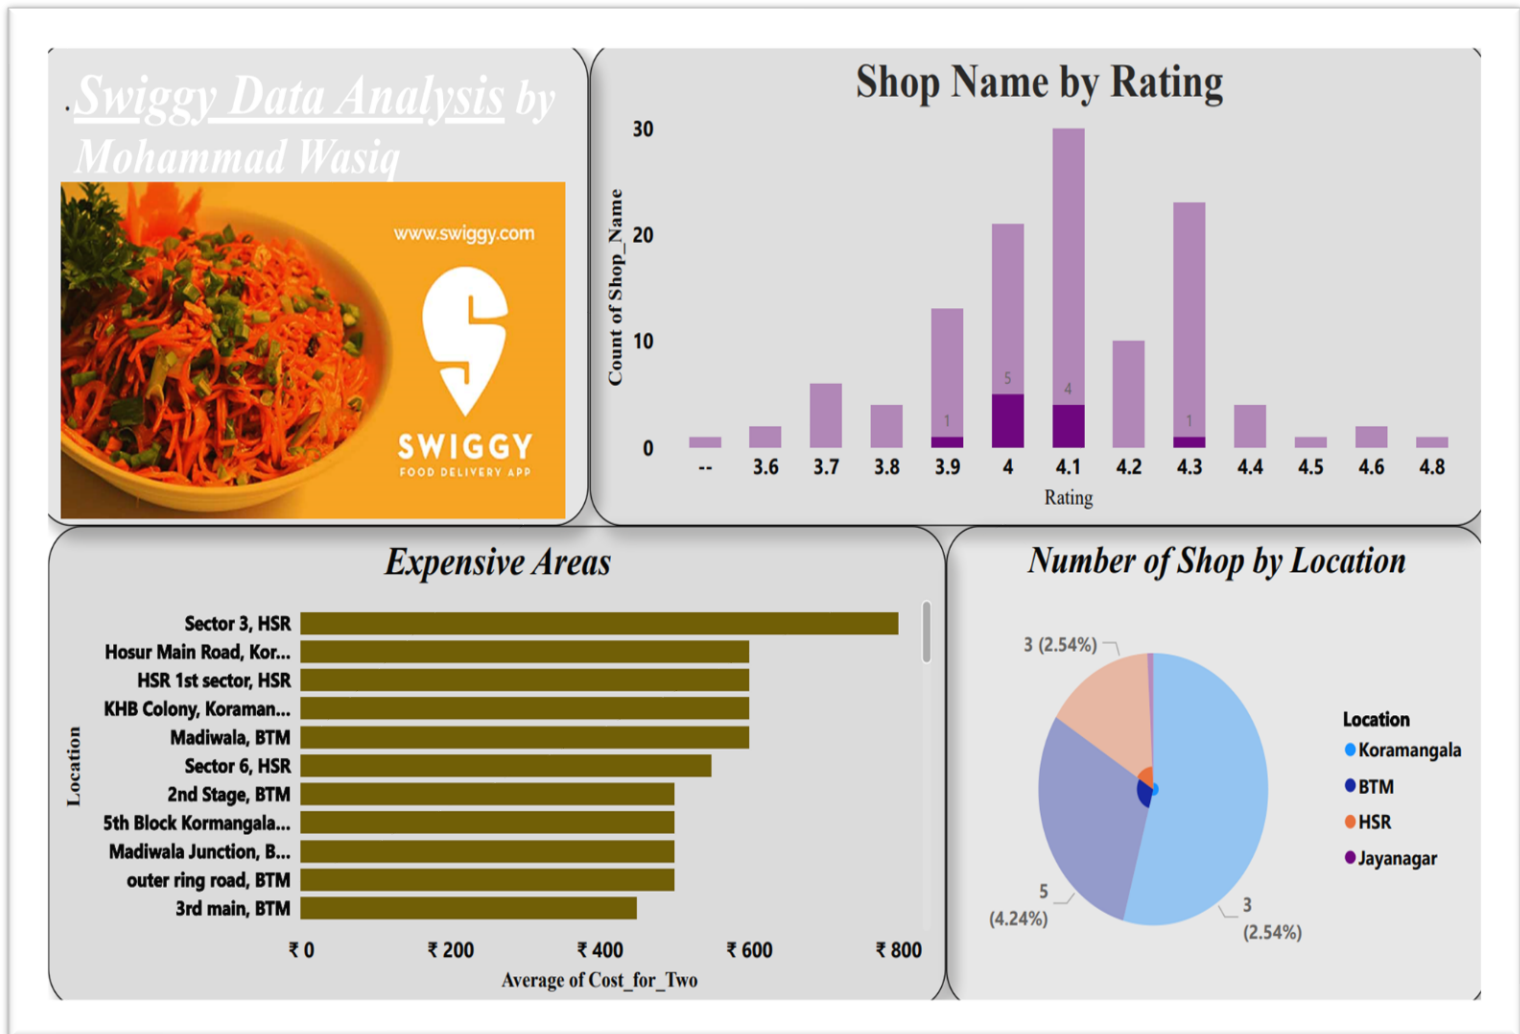 .Swiggy Data Analysis by
Mohammad Wasiq
www.swiggy.com
SWIGGY
FOOD DELIVERY APP
Shop Name by Rating
Count of Shop_Name
30
20
10
0
1
5
4
1
--
3.6
3.7
3.8
3.9
4
4.1
4.2
4.3
4.4
4.5
4.6
4.8
Rating
Expensive Areas
Location
Sector 3, HSR
Hosur Main Road, Kor...
HSR 1st sector, HSR
KHB Colony, Koraman...
Madiwala, BTM
Sector 6, HSR
2nd Stage, BTM
5th Block Kormangala...
Madiwala Junction, B...
outer ring road, BTM
3rd main, BTM
₹ 0
₹ 200
₹ 400
₹ 600
₹ 800
Average of Cost_for_Two
Number of Shop by Location
3 (2.54%)
5
(4.24%)
3
(2.54%)
Location
Koramangala
BTM
HSR
Jayanagar